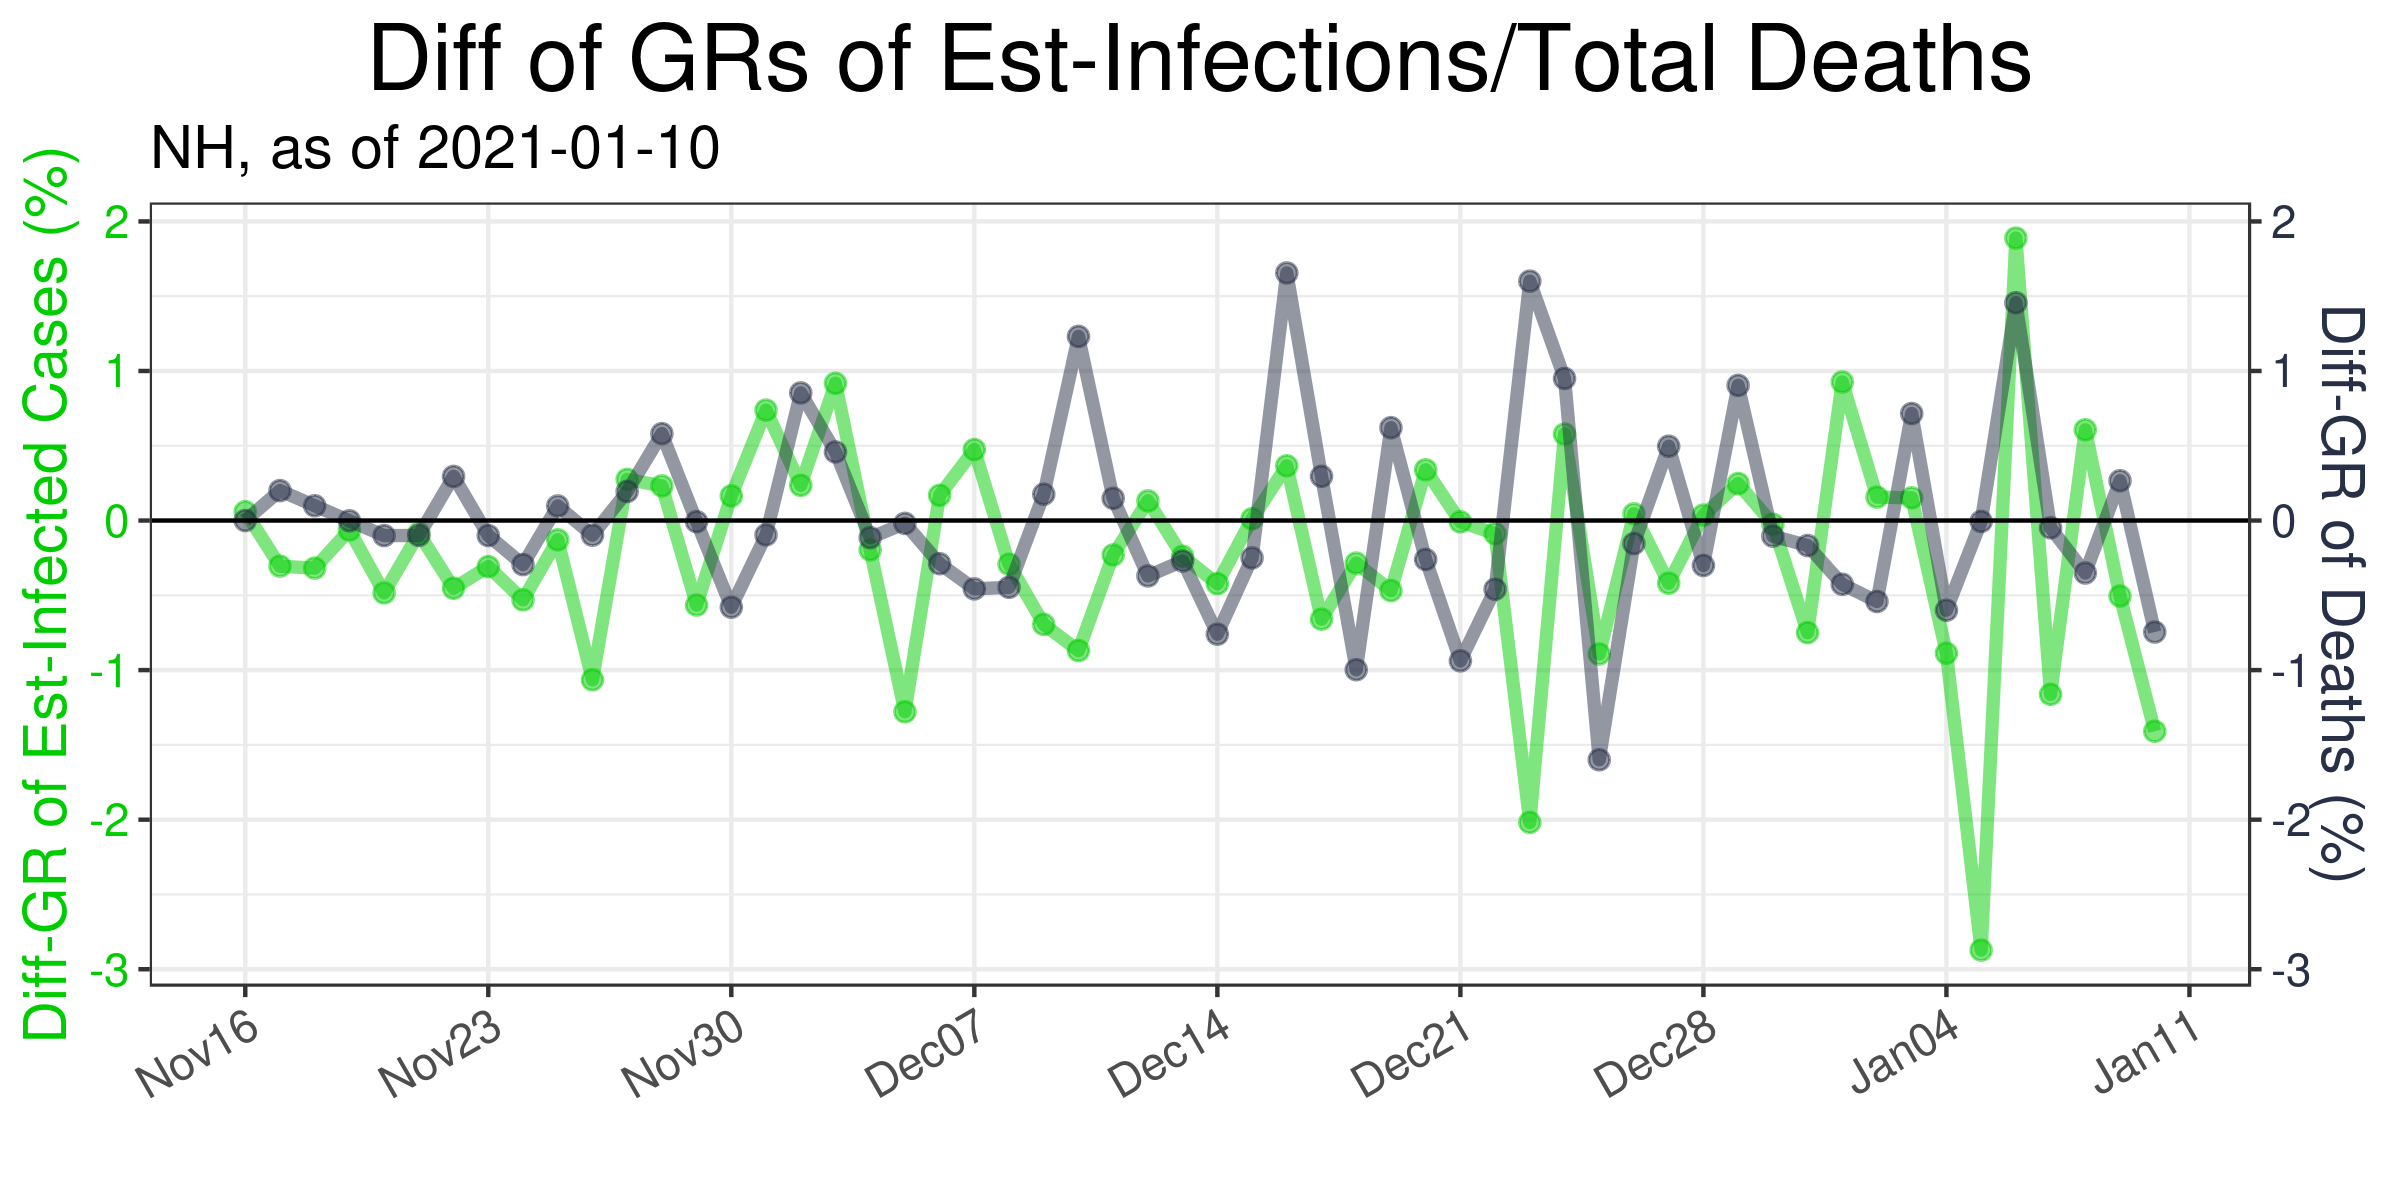 Diff of GRs of Est-Infections/Total Deaths
NH, as of 2021-01-10
Diff-GR of Est-Infected Cases (%)
2
1
0
-1
-2
-3
2
1
0
-1
-2
-3
Diff-GR of Deaths (%)
Nov16
Nov23
Nov30
Dec07
Dec14
Dec21
Dec28
Jan04
Jan11